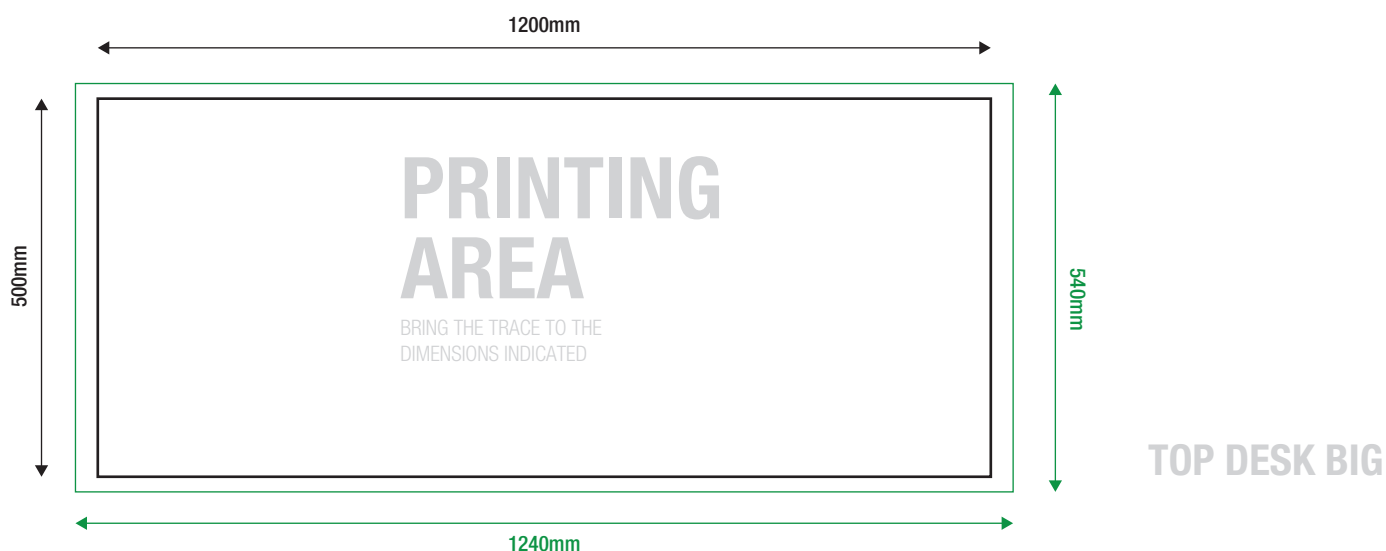 1200mm
500mm
PRINTING
AREA
BRING THE TRACE TO THE
DIMENSIONS INDICATED
540mm
TOP DESK BIG
1240mm